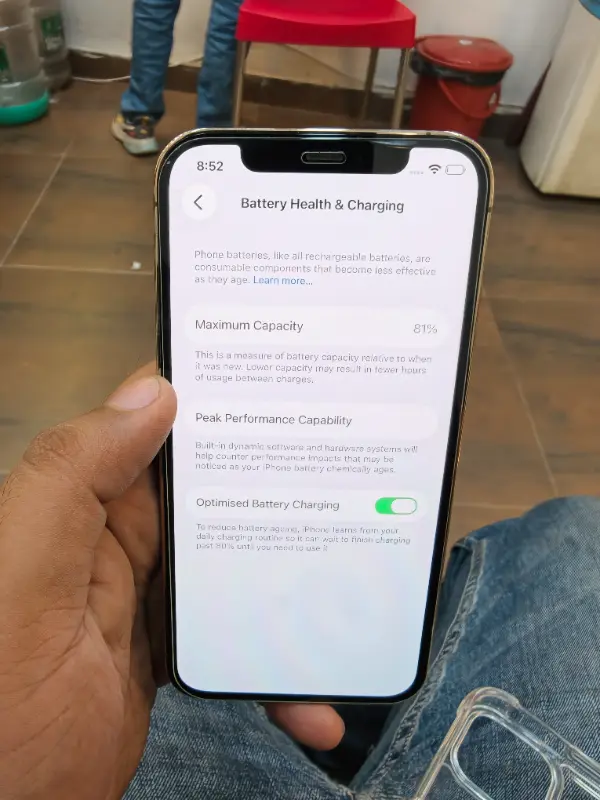 8:52
Battery Health & Charging
Phone batteries, like all rechargeable batteries, are
consumable components that become less effective
as they age. Learn more...
Maximum Capacity 81%
This is a measure of battery capacity relative to when
it was new. Lower capacity may result in fewer hours
of usage between charges.
Peak Performance Capability
Built-in dynamic software and hardware systems will
help counter performance impacts that may be
noticed as your iPhone battery chemically ages.
Optimised Battery Charging
To reduce battery ageing, iPhone learns from your
daily charging routine so it can wait to finish charging
past 80% until you need to use it